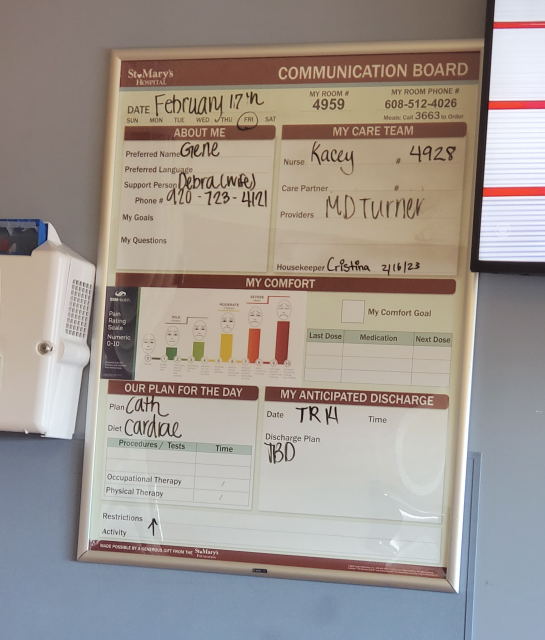 St♥Mary's
HOSPITAL
COMMUNICATION BOARD
DATE February 17th
SUN MON TUE WED THU FRI SAT
MY ROOM #
4959
MY ROOM PHONE #
608-512-4026
Meals: Call 3663 to Order
ABOUT ME
Preferred Name Gene
Preferred Language
Support Person Debra (wife)
Phone # 920-723-4121
My Goals
My Questions
MY CARE TEAM
Nurse Kacey # 4928
Care Partner #
Providers MD Turner
Housekeeper Cristina 2/16/23
MY COMFORT
Pain
Rating
Scale
Numeric
0-10
MILD
MODERATE
SEVERE
My Comfort Goal
Last Dose Medication Next Dose
OUR PLAN FOR THE DAY
Plan Cath
Diet Cardiac
Procedures / Tests Time
Occupational Therapy /
Physical Therapy /
MY ANTICIPATED DISCHARGE
Date Time
Discharge Plan
TBD
Restrictions ↑
Activity
MADE POSSIBLE BY A GENEROUS GIFT FROM THE St♥Mary's
FOUNDATION